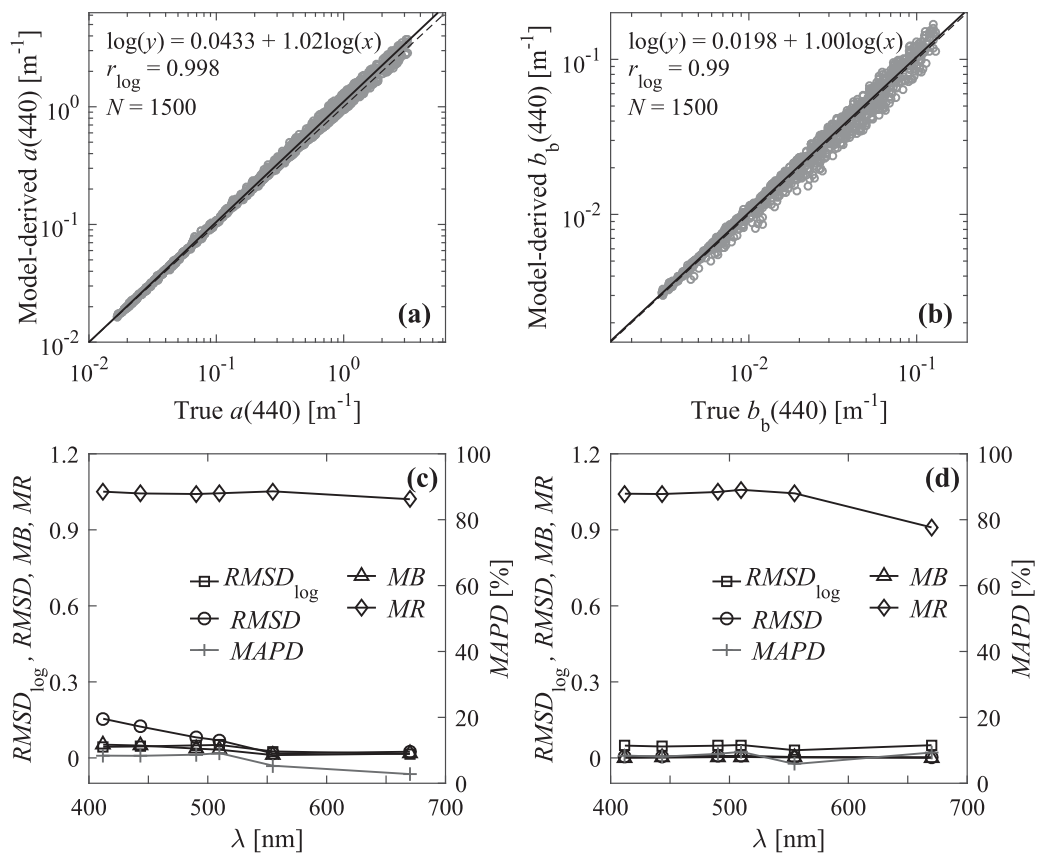 log(y) = 0.0433 + 1.02log(x)
r_log = 0.998
N = 1500
Model-derived a(440) [m⁻¹]
10⁰
10⁻¹
10⁻²
(a)
10⁻² 10⁻¹ 10⁰
True a(440) [m⁻¹]
log(y) = 0.0198 + 1.00log(x)
r_log = 0.99
N = 1500
Model-derived b_b(440) [m⁻¹]
10⁻¹
10⁻²
(b)
10⁻² 10⁻¹
True b_b(440) [m⁻¹]
RMSD_log, RMSD, MB, MR
1.2
0.9
0.6
0.3
0
(c)
RMSD_log
RMSD
MAPD
MB
MR
100
80
60
40
20
0
MAPD [%]
400 500 600 700
λ [nm]
RMSD_log, RMSD, MB, MR
1.2
0.9
0.6
0.3
0
(d)
RMSD_log
RMSD
MAPD
MB
MR
100
80
60
40
20
0
MAPD [%]
400 500 600 700
λ [nm]